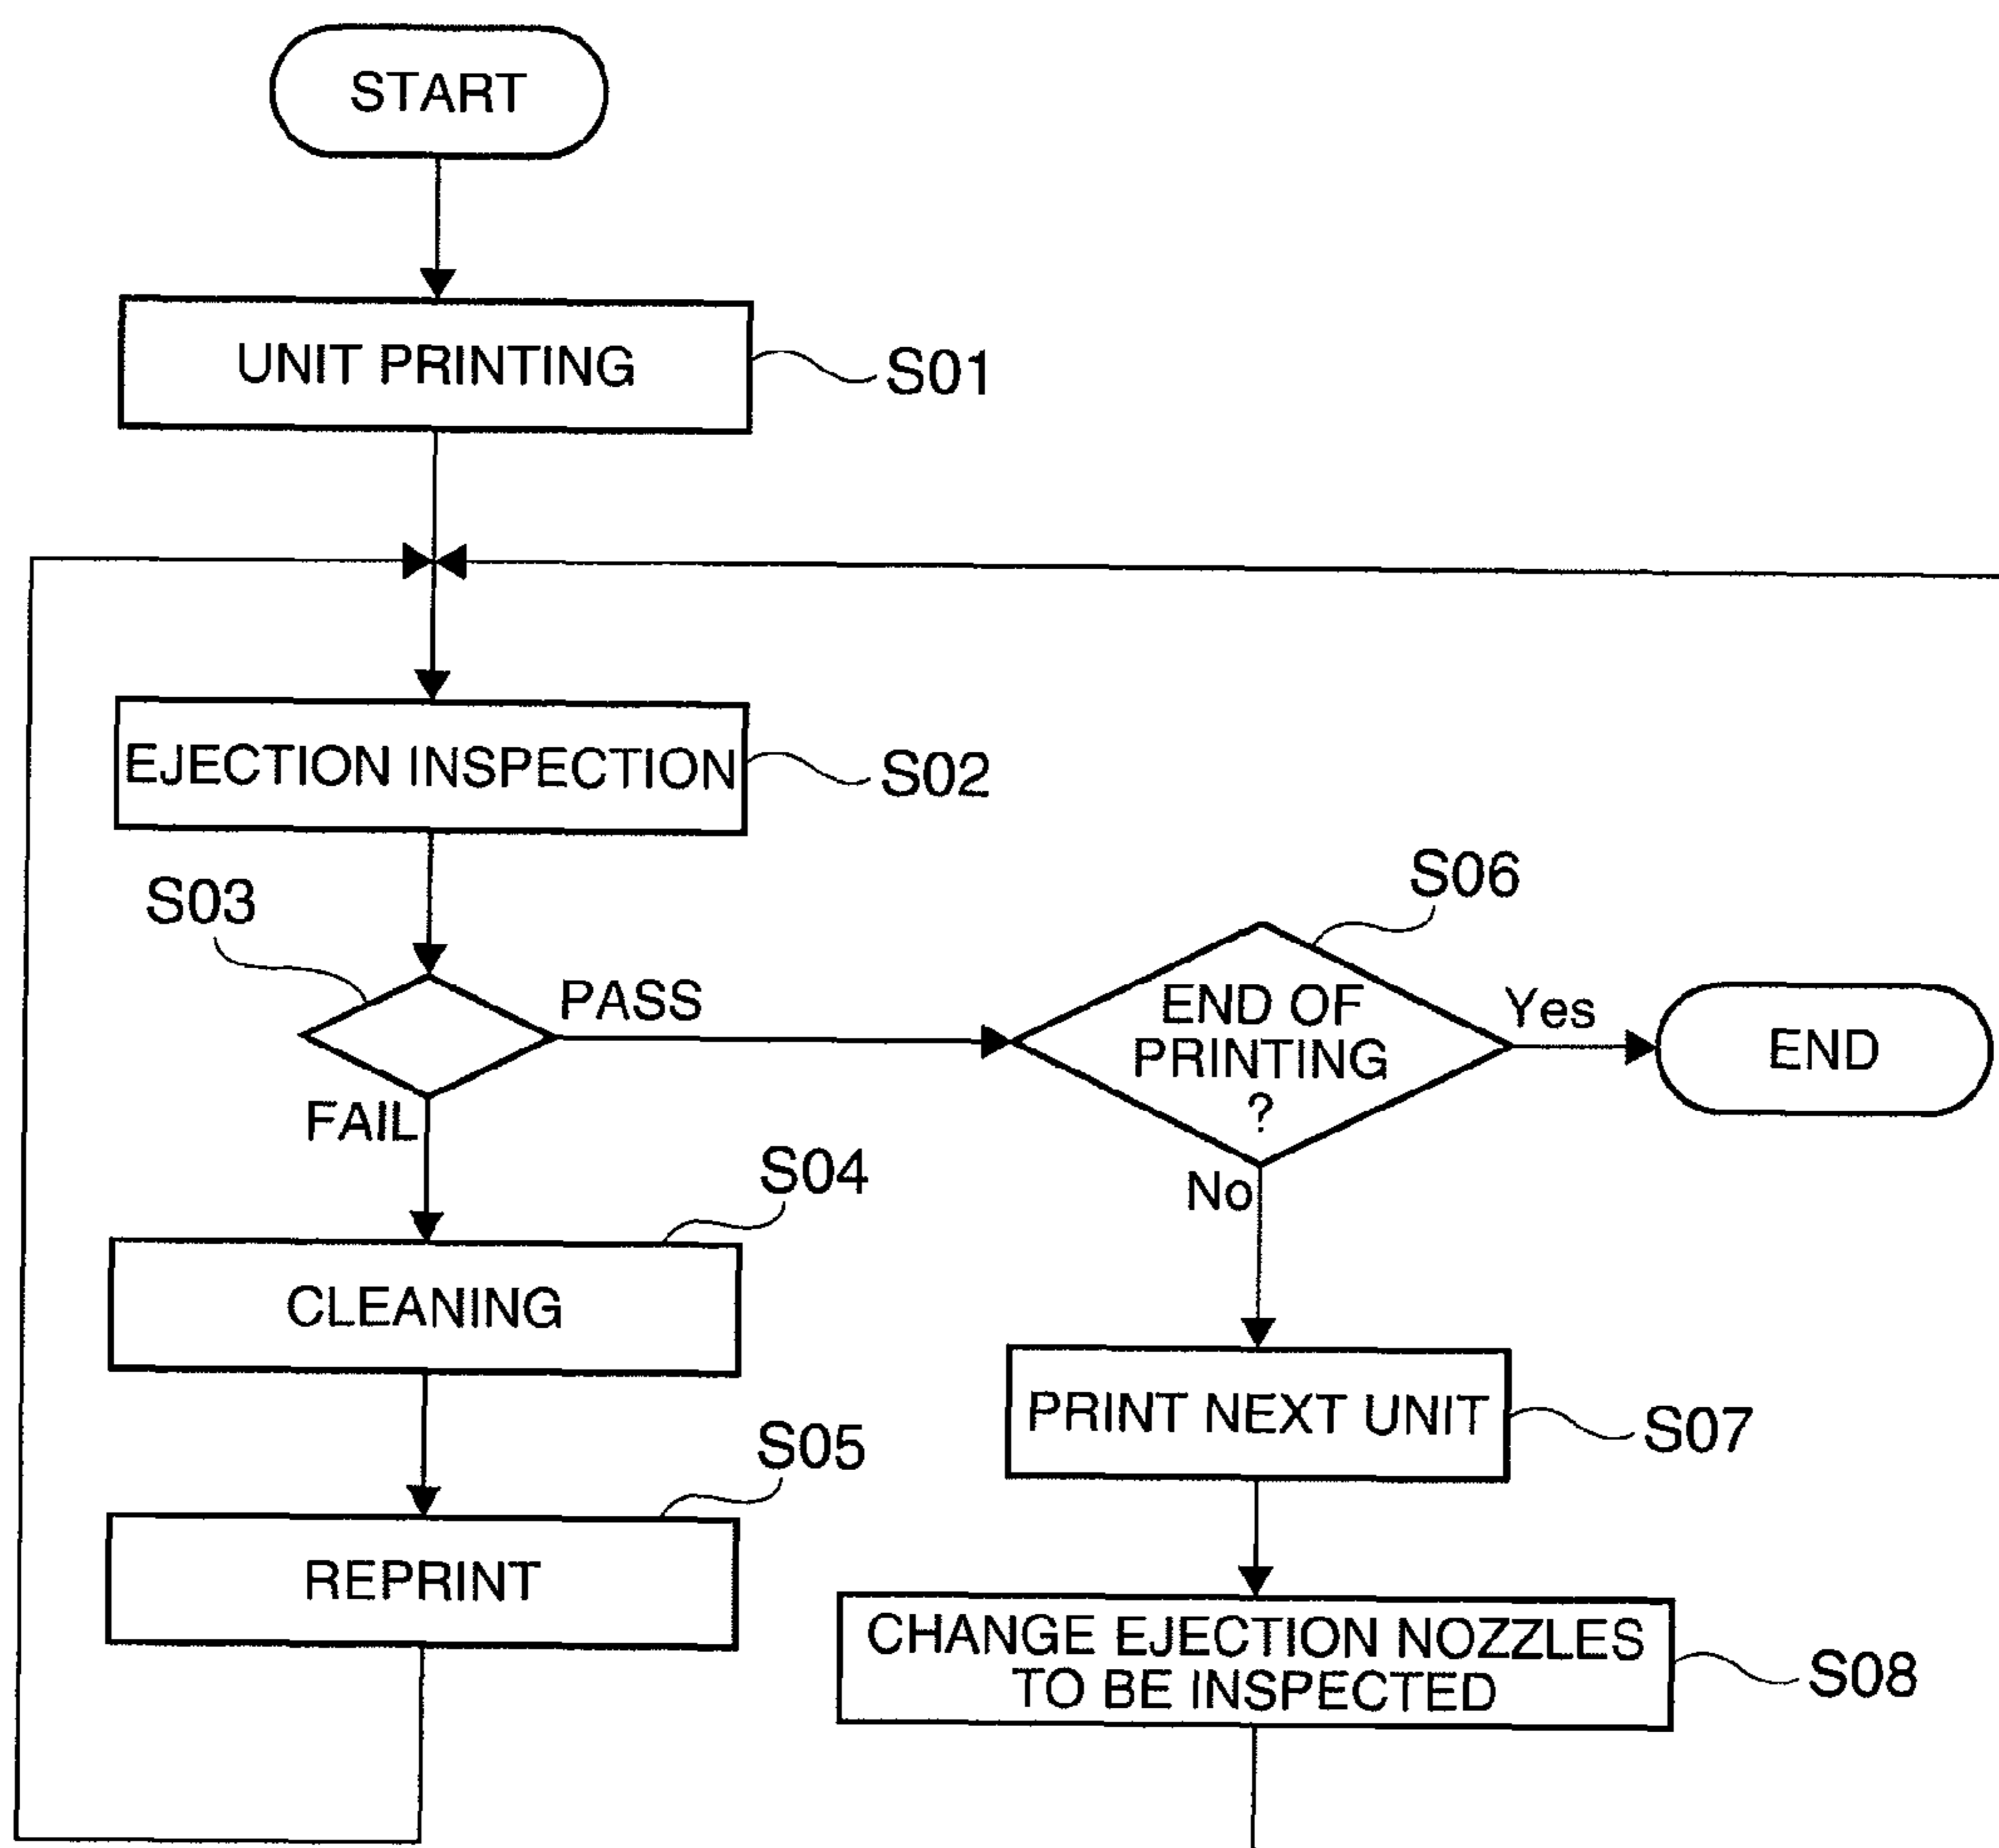 START
UNIT PRINTING
S01
EJECTION INSPECTION
S02
S03
PASS
FAIL
S06
END OF
PRINTING
?
Yes
END
No
S04
CLEANING
S05
REPRINT
PRINT NEXT UNIT
S07
CHANGE EJECTION NOZZLES
TO BE INSPECTED
S08